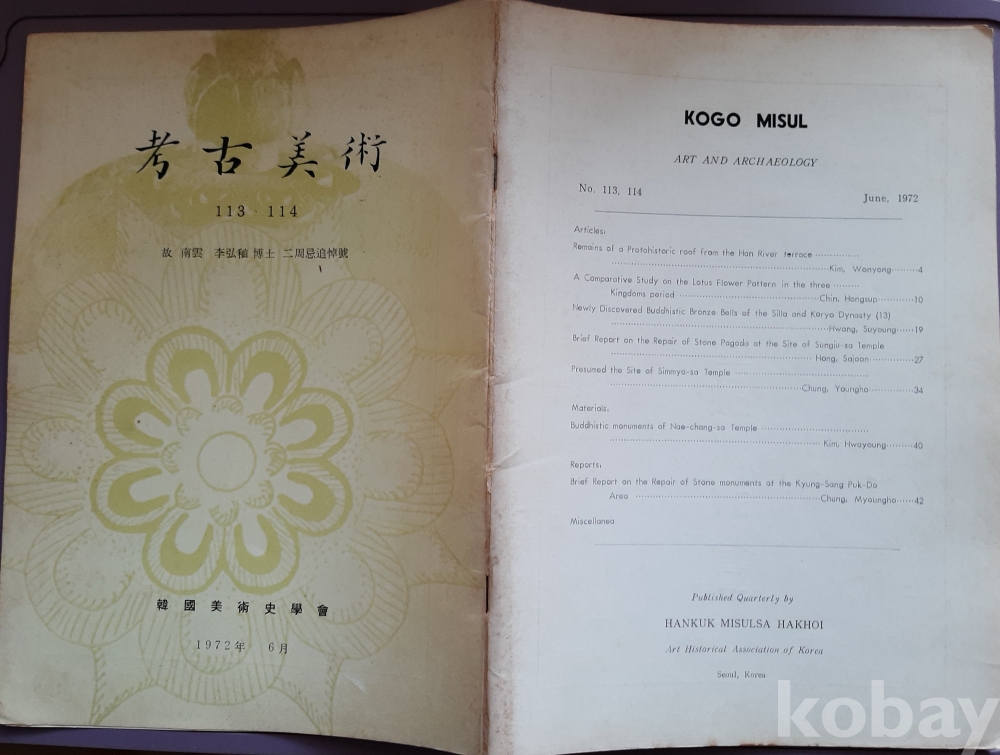 考古美術
113·114
故 南雲 李弘稙 博士 二周忌追悼號
韓國美術史學會
1972年 6月
KOGO MISUL
ART AND ARCHAEOLOGY
No. 113, 114
June, 1972
Articles:
Remains of a Protohistoric roof from the Han River terrace ···············
·······················································Kim, Wonyong·········4
A Comparative Study on the Lotus Flower Pattern in the three ·········
Kingdoms period ···································Chin, Hongsup···········10
Newly Discovered Buddhistic Bronze Bells of the Silla and Koryo Dynasty (13)
·······················································Hwang, Suyoung······19
Brief Report on the Repair of Stone Pagoda at the Site of Sungju-sa Temple
···················································Hong, Sajoon·············27
Presumed the Site of Simmyo-sa Temple ·································
················································Chung, Youngho·············34
Materials:
Buddhistic monuments of Nae-chang-sa Temple ···························
·····················································Kim, Hwayoung·········40
Reports:
Brief Report on the Repair of Stone monuments at the Kyung-Sang Puk-Do
Area ··············································Chung, Myoungho······42
Miscellanea
Published Quarterly by
HANKUK MISULSA HAKHOI
Art Historical Association of Korea
Seoul, Korea
kobay